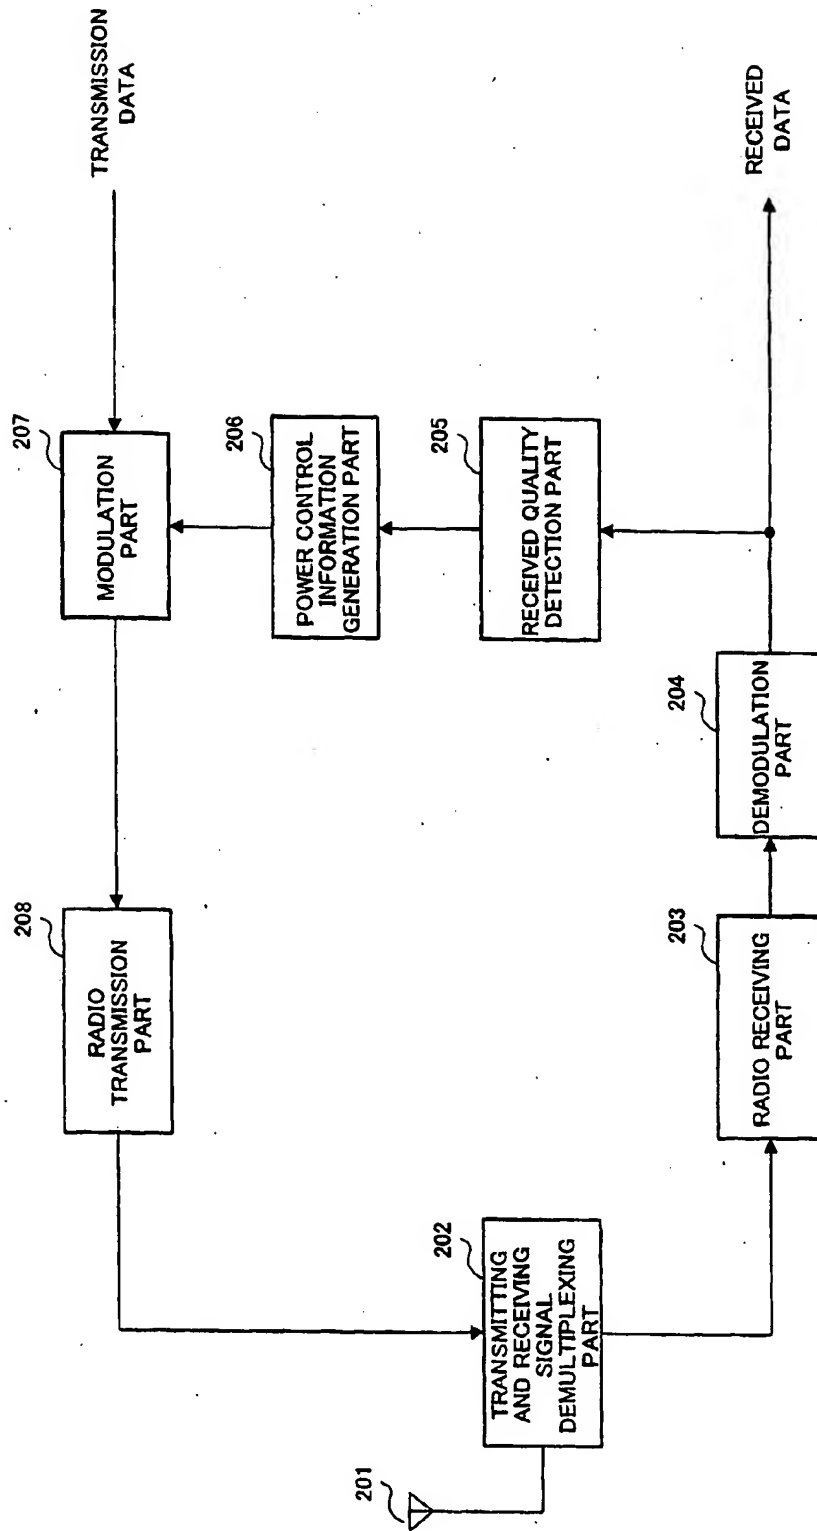 201
202
TRANSMITTING
AND RECEIVING
SIGNAL
DEMULTIPLEXING
PART
208
RADIO
TRANSMISSION
PART
207
MODULATION
PART
TRANSMISSION
DATA
206
POWER CONTROL
INFORMATION
GENERATION PART
205
RECEIVED QUALITY
DETECTION PART
203
RADIO RECEIVING
PART
204
DEMODULATION
PART
RECEIVED
DATA